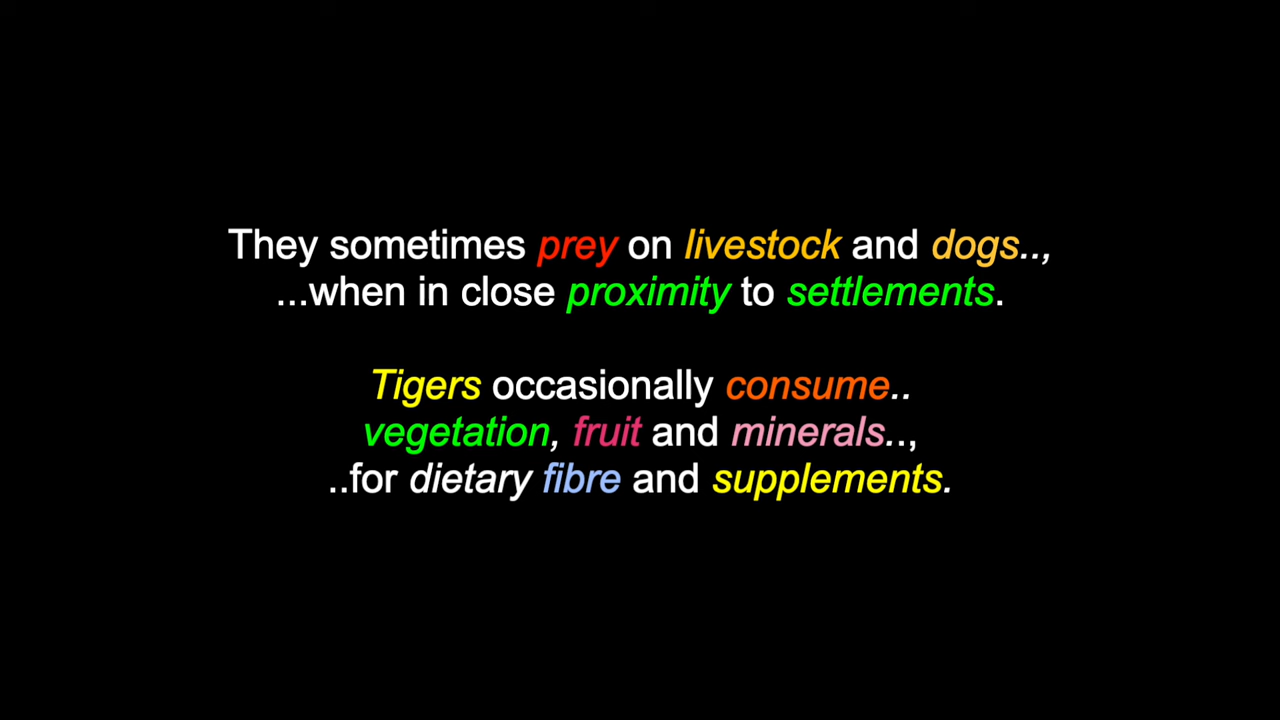 They sometimes prey on livestock and dogs..,
...when in close proximity to settlements.
Tigers occasionally consume..
vegetation, fruit and minerals..,
..for dietary fibre and supplements.